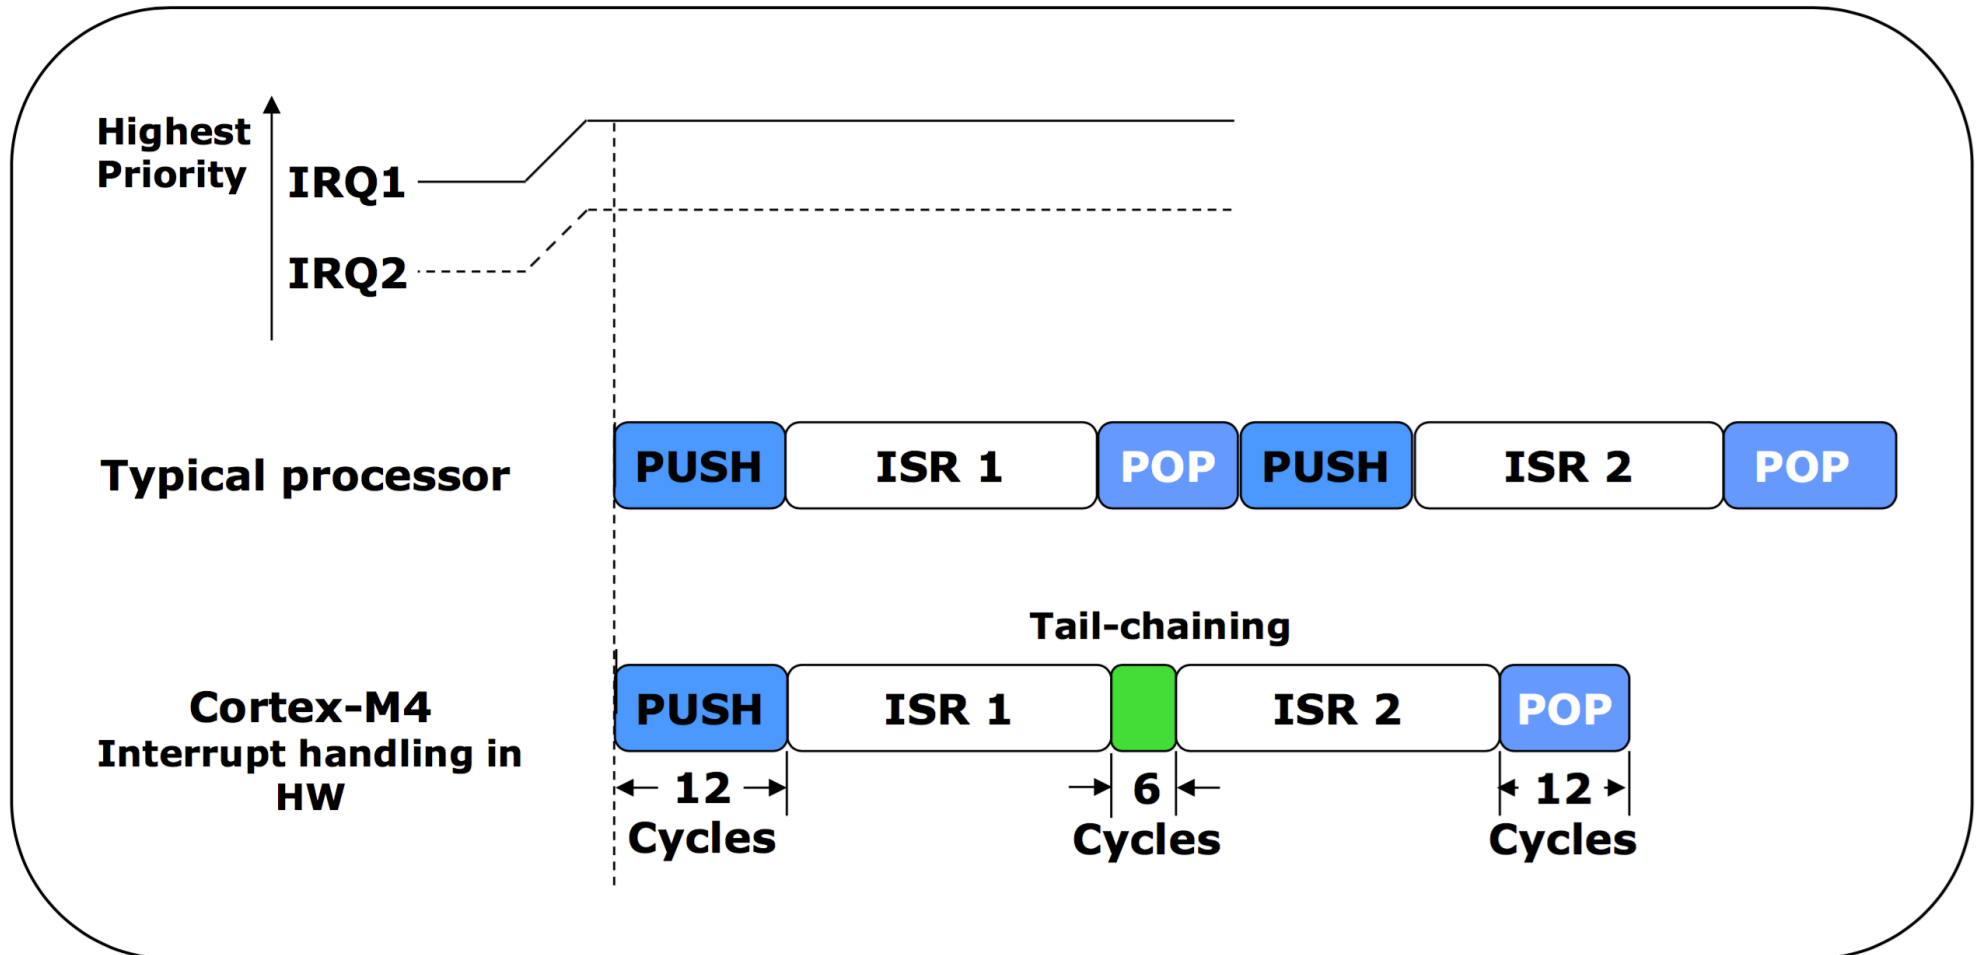 Highest
Priority
IRQ1
IRQ2
Typical processor
PUSH
ISR 1
POP
PUSH
ISR 2
POP
Tail-chaining
Cortex-M4
Interrupt handling in
HW
PUSH
ISR 1
ISR 2
POP
12
Cycles
6
Cycles
12
Cycles